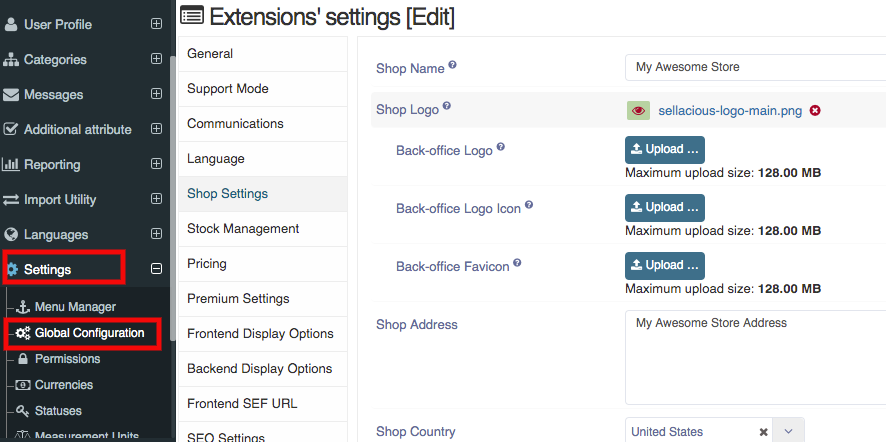 User Profile
Categories
Messages
Additional attribute
Reporting
Import Utility
Languages
Settings
Menu Manager
Global Configuration
Permissions
Currencies
Statuses
Measurement Units
Extensions' settings [Edit]
General
Support Mode
Communications
Language
Shop Settings
Stock Management
Pricing
Premium Settings
Frontend Display Options
Backend Display Options
Frontend SEF URL
SEO Settings
Shop Name ?
My Awesome Store
Shop Logo ?
sellacious-logo-main.png
Back-office Logo ?
Upload ...
Maximum upload size: 128.00 MB
Back-office Logo Icon ?
Upload ...
Maximum upload size: 128.00 MB
Back-office Favicon ?
Upload ...
Maximum upload size: 128.00 MB
Shop Address
My Awesome Store Address
Shop Country
United States